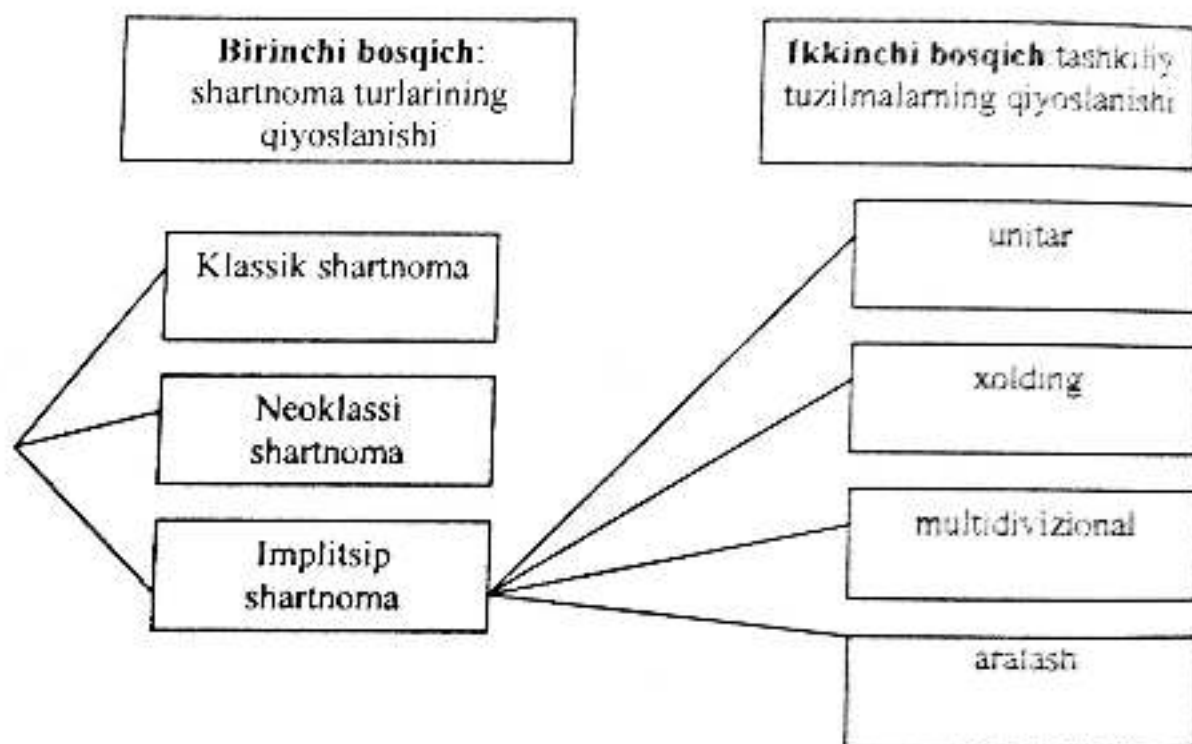 Birinchi bosqich:
shartnoma turlarining
qiyoslanishi
Ikkinchi bosqich tashkiliy
tuzilmalarning qiyoslanishi
Klassik shartnoma
Neoklassi
shartnoma
Implitsip
shartnoma
unitar
xolding
multidivizional
aralash